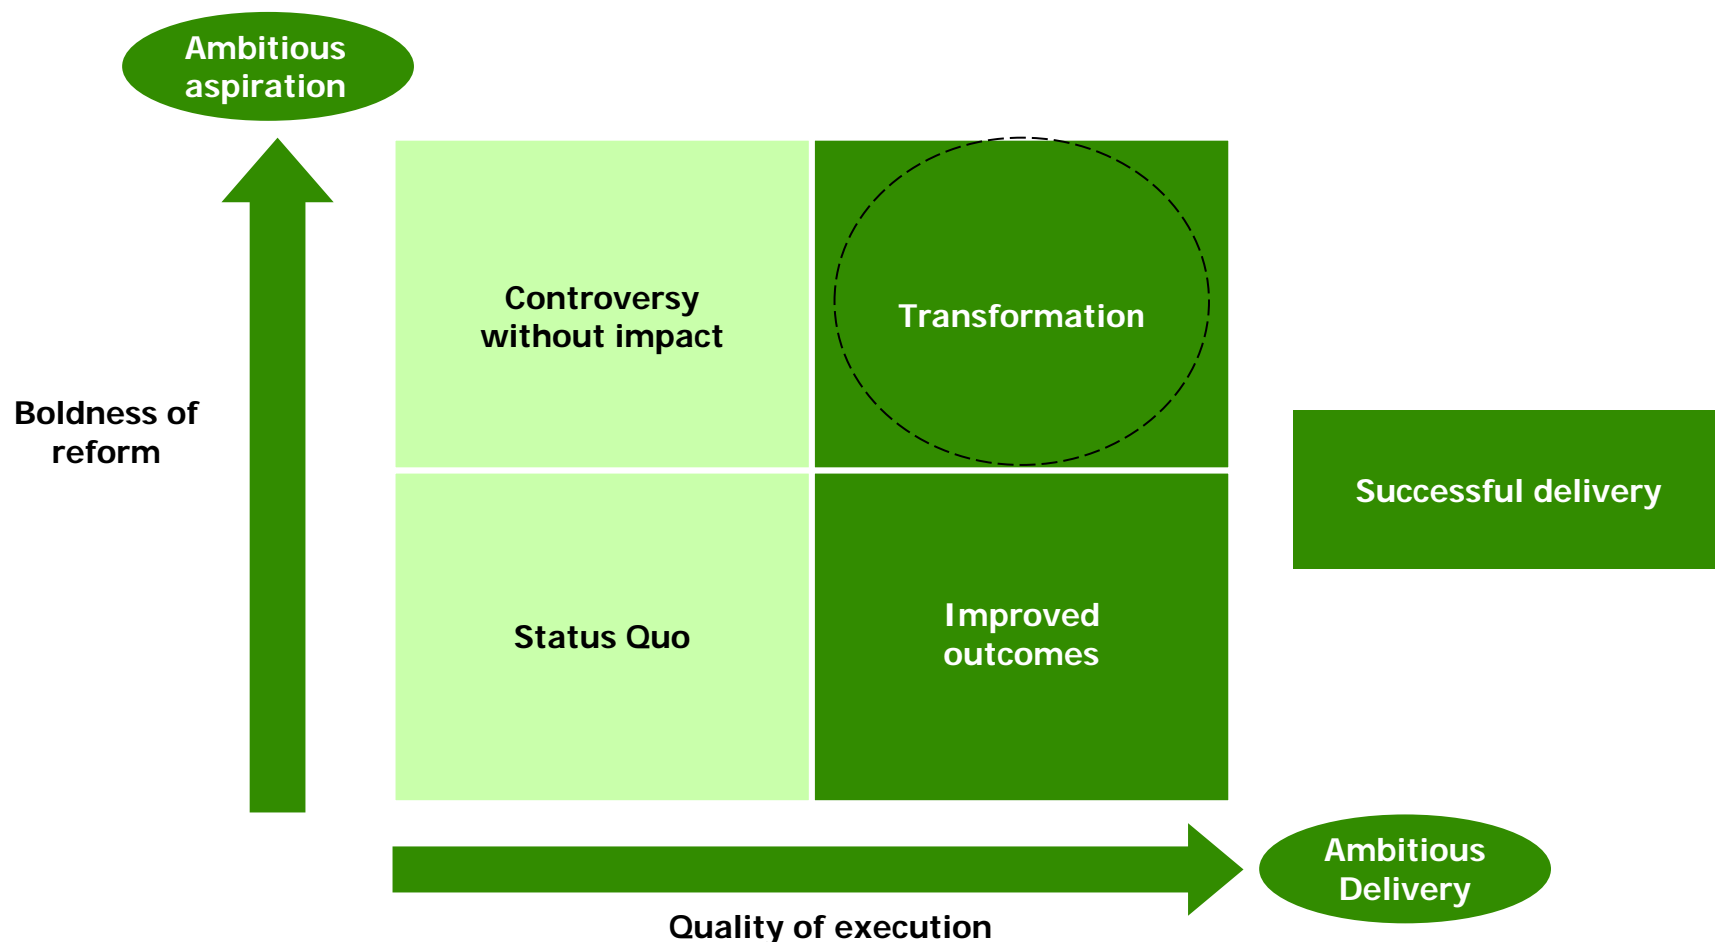 Ambitious
aspiration
Controversy
without impact
Transformation
Boldness of
reform
Successful delivery
Status Quo
Improved
outcomes
Ambitious
Delivery
Quality of execution